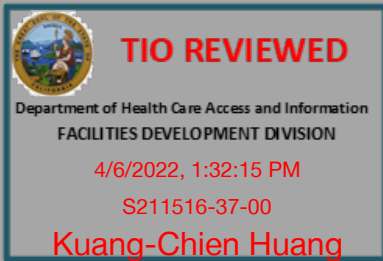 TIO REVIEWED
Department of Health Care Access and Information
FACILITIES DEVELOPMENT DIVISION
4/6/2022, 1:32:15 PM
S211516-37-00
Kuang-Chien Huang